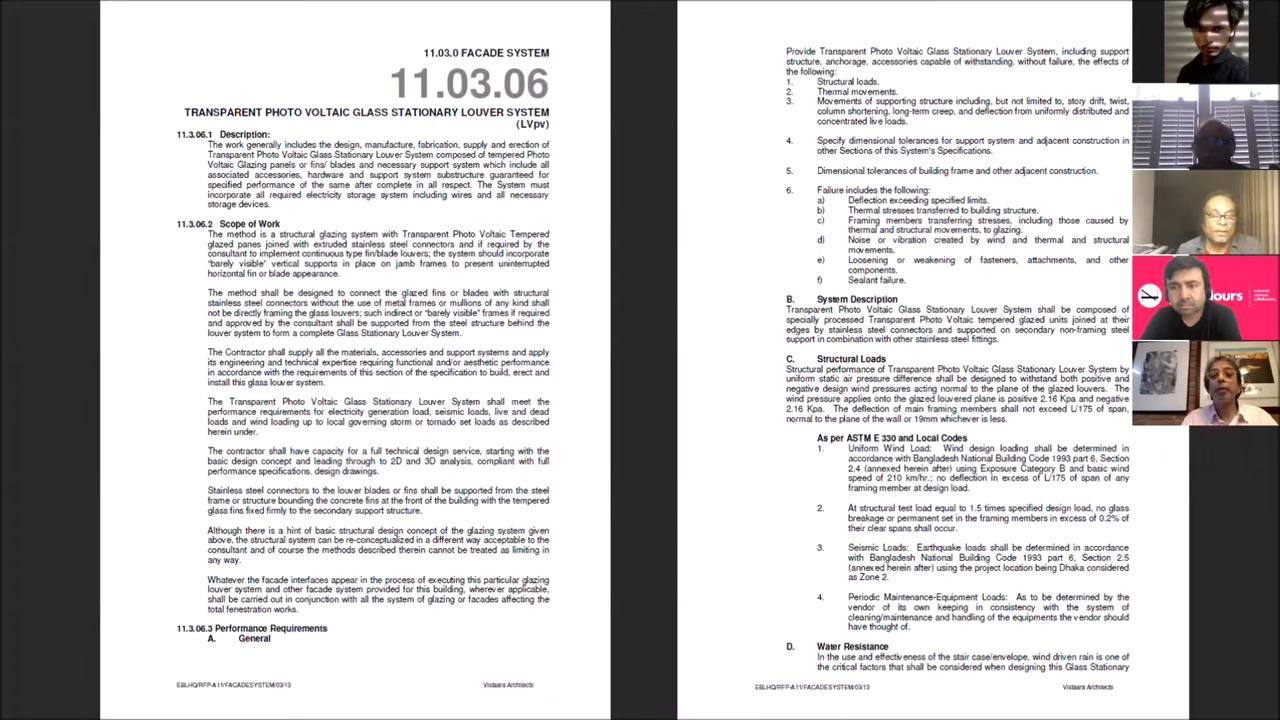 11.03.0 FACADE SYSTEM
11.03.06
TRANSPARENT PHOTO VOLTAIC GLASS STATIONARY LOUVER SYSTEM
(LVpv)
11.3.06.1 Description:
The work generally includes the design, manufacture, fabrication, supply and erection of
Transparent Photo Voltaic Glass Stationary Louver System composed of tempered Photo
Voltaic Glazing panels or fins/ blades and necessary support system which include all
associated accessories, hardware and support system substructure guaranteed for
specified performance of the same after complete in all respect. The System must
incorporate all required electricity storage system including wires and all necessary
storage devices.
11.3.06.2 Scope of Work
The method is a structural glazing system with Transparent Photo Voltaic Tempered
glazed panes joined with extruded stainless steel connectors and if required by the
consultant to implement continuous type fin/blade louvers; the system should incorporate
"barely visible" vertical supports in place on jamb frames to present uninterrupted
horizontal fin or blade appearance.
The method shall be designed to connect the glazed fins or blades with structural
stainless steel connectors without the use of metal frames or mullions of any kind shall
not be directly framing the glass louvers; such indirect or "barely visible" frames if required
and approved by the consultant shall be supported from the steel structure behind the
louver system to form a complete Glass Stationary Louver System.
The Contractor shall supply all the materials, accessories and support systems and apply
its engineering and technical expertise requiring functional and/or aesthetic performance
in accordance with the requirements of this section of the specification to build, erect and
install this glass louver system.
The Transparent Photo Voltaic Glass Stationary Louver System shall meet the
performance requirements for electricity generation load, seismic loads, live and dead
loads and wind loading up to local governing storm or tornado set loads as described
herein under.
The contractor shall have capacity for a full technical design service, starting with the
basic design concept and leading through to 2D and 3D analysis, compliant with full
performance specifications, design drawings.
Stainless steel connectors to the louver blades or fins shall be supported from the steel
frame or structure bounding the concrete fins at the front of the building with the tempered
glass fins fixed firmly to the secondary support structure.
Although there is a hint of basic structural design concept of the glazing system given
above, the structural system can be re-conceptualized in a different way acceptable to the
consultant and of course the methods described therein cannot be treated as limiting in
any way.
Whatever the facade interfaces appear in the process of executing this particular glazing
louver system and other facade system provided for this building, wherever applicable,
shall be carried out in conjunction with all the system of glazing or facades affecting the
total fenestration works.
11.3.06.3 Performance Requirements
A. General
EBLHQ/RFP-A11/FACADESYSTEM/03/13 Vistaara Architects
Provide Transparent Photo Voltaic Glass Stationary Louver System, including support
structure, anchorage, accessories capable of withstanding, without failure, the effects of
the following:
1. Structural loads.
2. Thermal movements.
3. Movements of supporting structure including, but not limited to, story drift, twist,
column shortening, long-term creep, and deflection from uniformly distributed and
concentrated live loads.
4. Specify dimensional tolerances for support system and adjacent construction in
other Sections of this System's Specifications.
5. Dimensional tolerances of building frame and other adjacent construction.
6. Failure includes the following:
a) Deflection exceeding specified limits.
b) Thermal stresses transferred to building structure.
c) Framing members transferring stresses, including those caused by
thermal and structural movements, to glazing.
d) Noise or vibration created by wind and thermal and structural
movements.
e) Loosening or weakening of fasteners, attachments, and other
components.
f) Sealant failure.
B. System Description
Transparent Photo Voltaic Glass Stationary Louver System shall be composed of
specially processed Transparent Photo Voltaic tempered glazed units joined at their
edges by stainless steel connectors and supported on secondary non-framing steel
support in combination with other stainless steel fittings.
C. Structural Loads
Structural performance of Transparent Photo Voltaic Glass Stationary Louver System by
uniform static air pressure difference shall be designed to withstand both positive and
negative design wind pressures acting normal to the plane of the glazed louvers. The
wind pressure applies onto the glazed louvered plane is positive 2.16 Kpa and negative
2.16 Kpa. The deflection of main framing members shall not exceed L/175 of span,
normal to the plane of the wall or 19mm whichever is less.
As per ASTM E 330 and Local Codes
1. Uniform Wind Load: Wind design loading shall be determined in
accordance with Bangladesh National Building Code 1993 part 6, Section
2.4 (annexed herein after) using Exposure Category B and basic wind
speed of 210 km/hr.; no deflection in excess of L/175 of span of any
framing member at design load.
2. At structural test load equal to 1.5 times specified design load, no glass
breakage or permanent set in the framing members in excess of 0.2% of
their clear spans shall occur.
3. Seismic Loads: Earthquake loads shall be determined in accordance
with Bangladesh National Building Code 1993 part 6, Section 2.5
(annexed herein after) using the project location being Dhaka considered
as Zone 2.
4. Periodic Maintenance-Equipment Loads: As to be determined by the
vendor of its own keeping in consistency with the system of
cleaning/maintenance and handling of the equipments the vendor should
have thought of.
D. Water Resistance
In the use and effectiveness of the stair case/envelope, wind driven rain is one of
the critical factors that shall be considered when designing this Glass Stationary
EBLHQ/RFP-A11/FACADESYSTEM/03/13 Vistaara Architects
ours